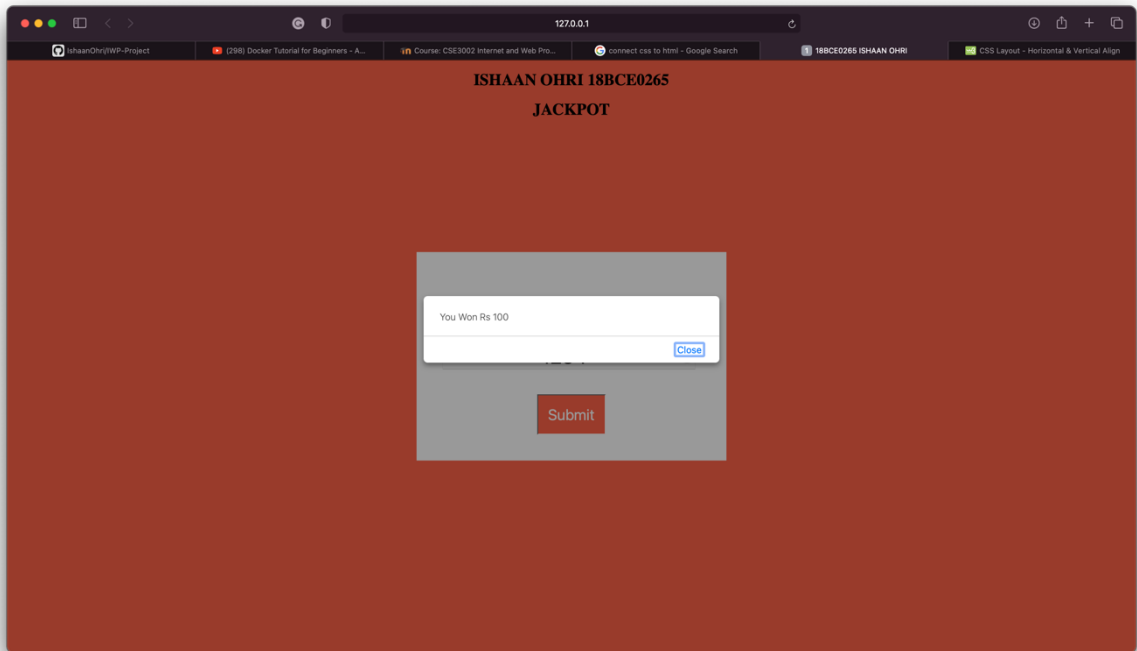 127.0.0.1
IshaanOhri/IWP-Project
(298) Docker Tutorial for Beginners - A...
Course: CSE3002 Internet and Web Pro...
connect css to html - Google Search
1 18BCE0265 ISHAAN OHRI
CSS Layout - Horizontal & Vertical Align
ISHAAN OHRI 18BCE0265
JACKPOT
You Won Rs 100
Close
Submit